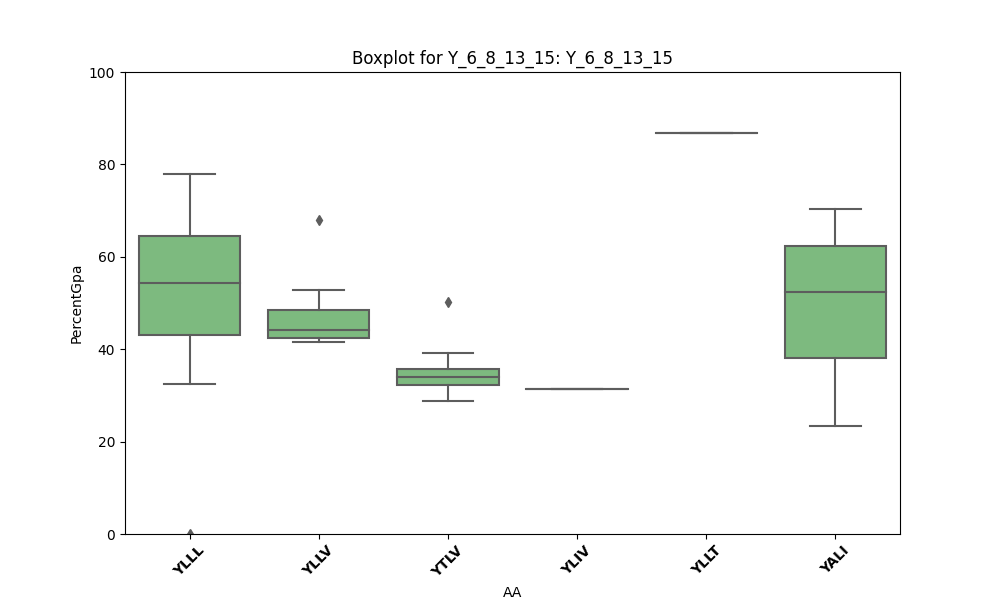 Boxplot for Y_6_8_13_15: Y_6_8_13_15
100
80
60
40
20
0
PercentGpa
YLLL
YLLV
YTLV
YLIV
YLLT
YALI
AA